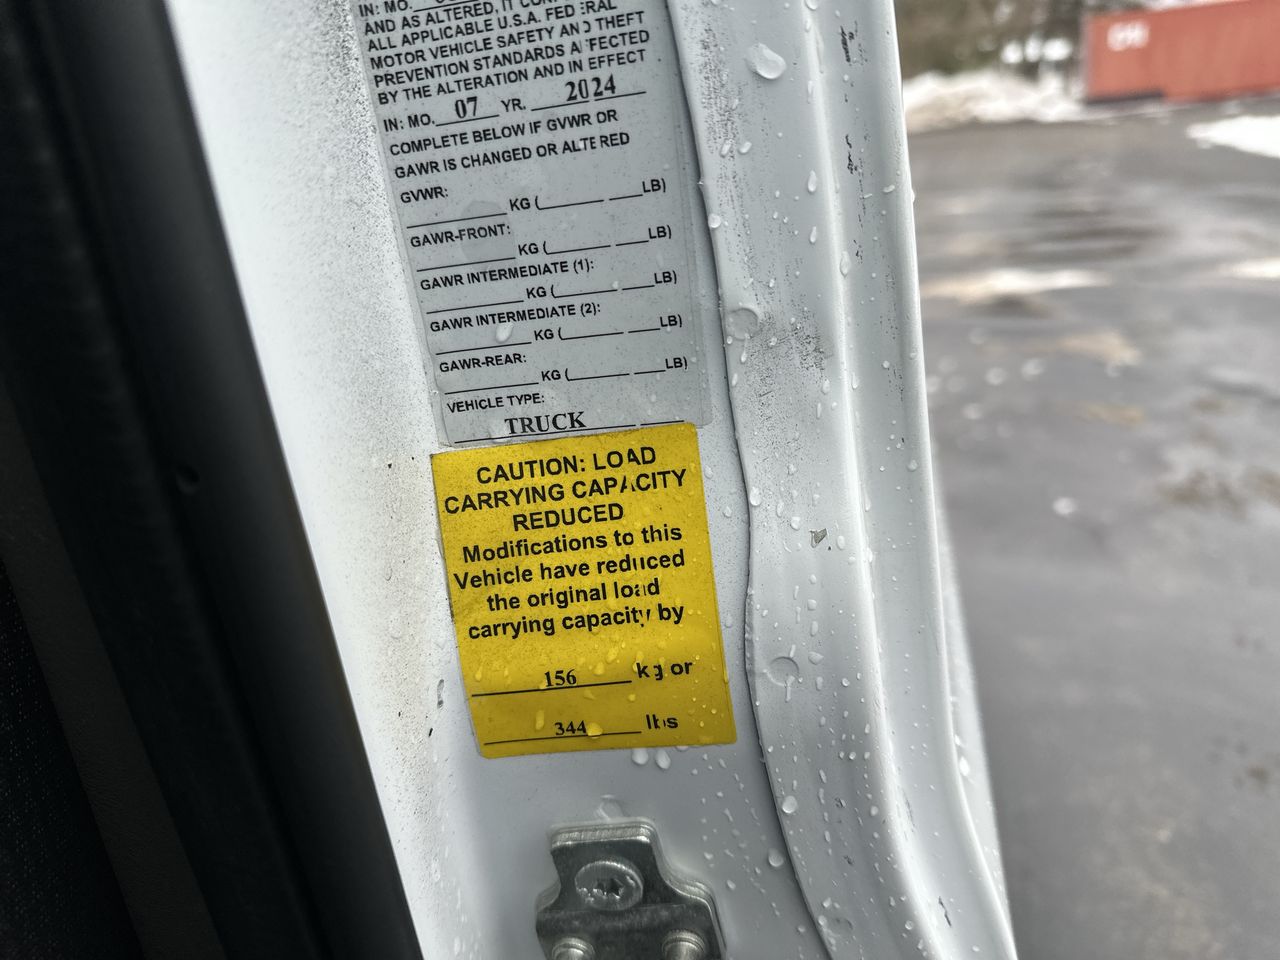 IN: MO.
AND AS ALTERED, IT CONF
ALL APPLICABLE U.S.A. FEDERAL
MOTOR VEHICLE SAFETY AND THEFT
PREVENTION STANDARDS AFFECTED
BY THE ALTERATION AND IN EFFECT
IN: MO. 07 YR. 2024
COMPLETE BELOW IF GVWR OR
GAWR IS CHANGED OR ALTERED
GVWR:
KG ( LB)
GAWR-FRONT:
KG ( LB)
GAWR INTERMEDIATE (1):
KG ( LB)
GAWR INTERMEDIATE (2):
KG ( LB)
GAWR-REAR:
KG ( LB)
VEHICLE TYPE:
TRUCK
CAUTION: LOAD
CARRYING CAPACITY
REDUCED
Modifications to this
Vehicle have reduced
the original load
carrying capacity by
156 kg or
344 lbs